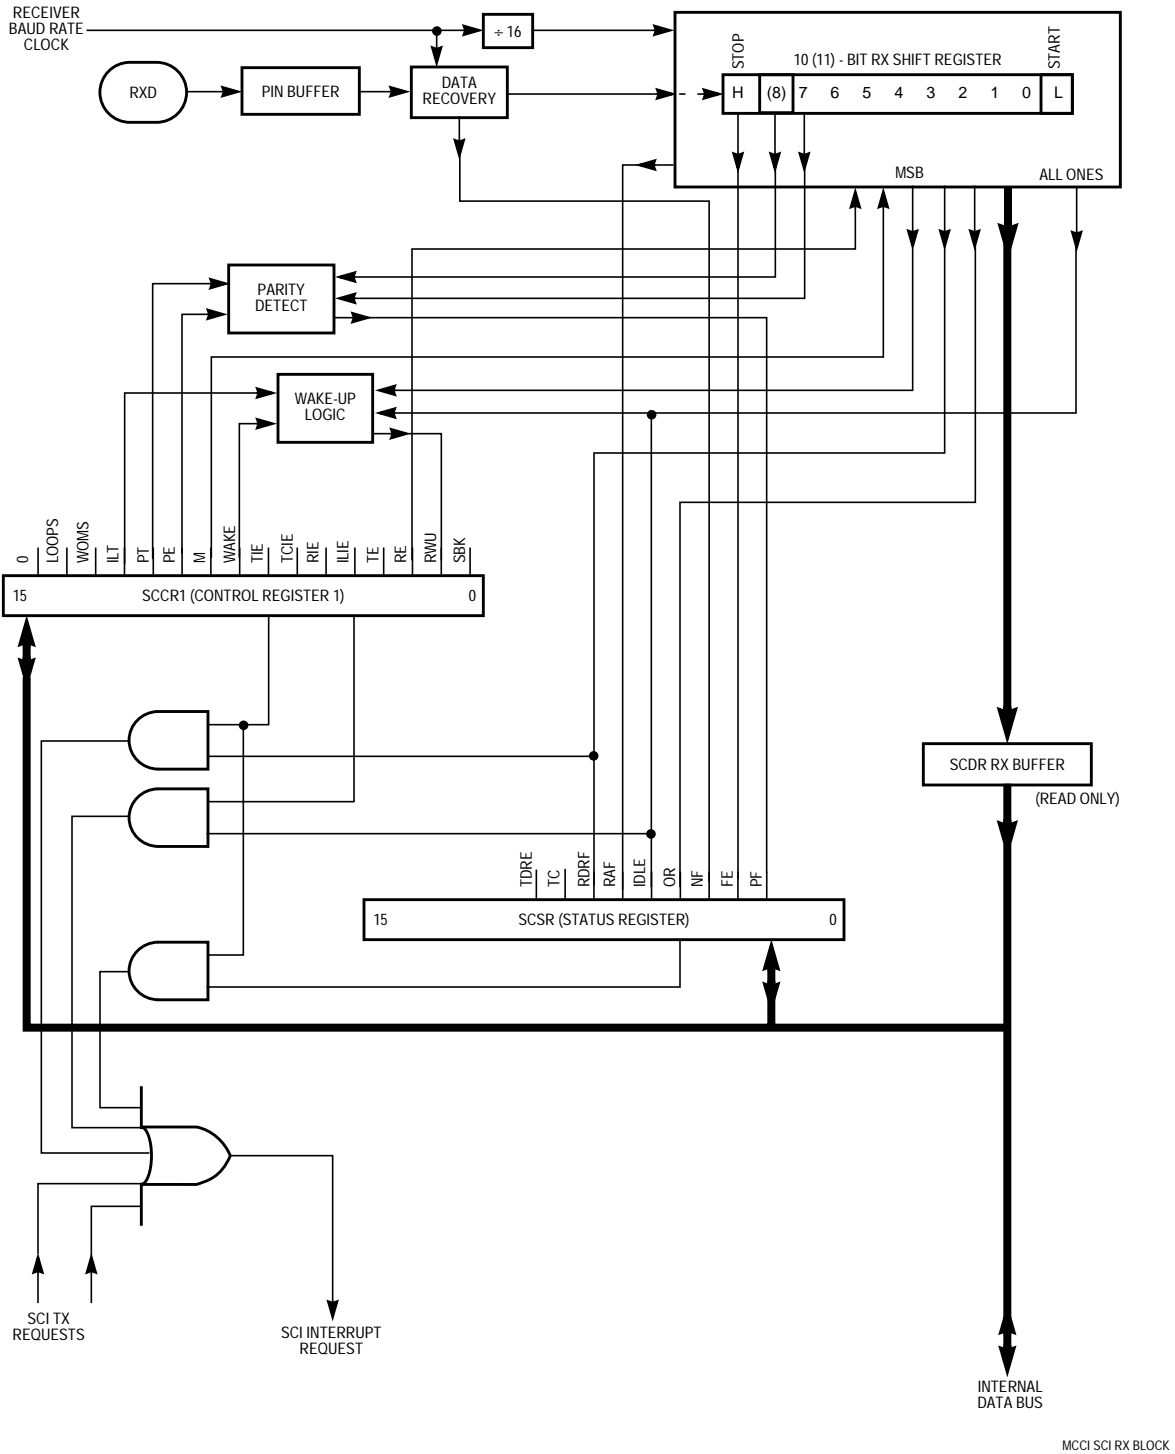 RECEIVER
BAUD RATE
CLOCK
÷ 16
RXD
PIN BUFFER
DATA
RECOVERY
STOP
START
10 (11) - BIT RX SHIFT REGISTER
H (8) 7 6 5 4 3 2 1 0 L
MSB
ALL ONES
PARITY
DETECT
WAKE-UP
LOGIC
0
LOOPS
WOMS
ILT
PT
PE
M
WAKE
TIE
TCIE
RIE
ILIE
TE
RE
RWU
SBK
15 SCCR1 (CONTROL REGISTER 1) 0
SCDR RX BUFFER
(READ ONLY)
TDRE
TC
RDRF
RAF
IDLE
OR
NF
FE
PF
15 SCSR (STATUS REGISTER) 0
SCI TX
REQUESTS
SCI INTERRUPT
REQUEST
INTERNAL
DATA BUS
MCCI SCI RX BLOCK